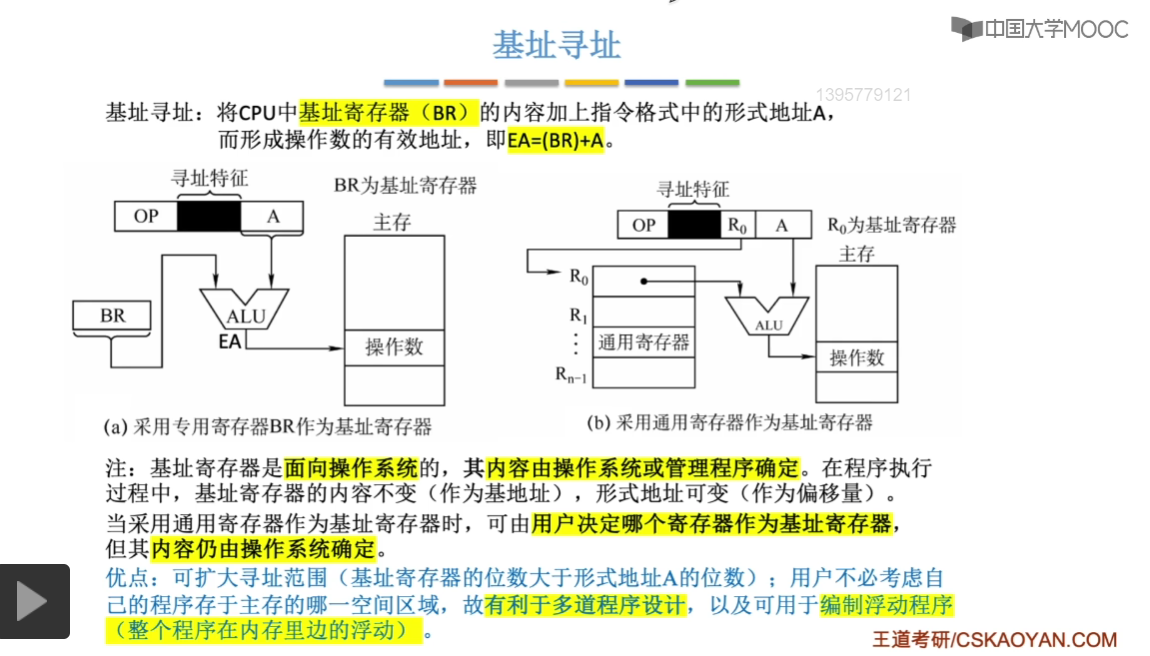 中国大学MOOC
基址寻址
1395779121
基址寻址：将CPU中基址寄存器（BR）的内容加上指令格式中的形式地址A，
而形成操作数的有效地址，即EA=(BR)+A。
寻址特征
OP
A
BR为基址寄存器
主存
BR
ALU
EA
操作数
(a) 采用专用寄存器BR作为基址寄存器
寻址特征
OP
R₀
A
R₀为基址寄存器
主存
R₀
R₁
⋮
通用寄存器
Rₙ₋₁
ALU
操作数
(b) 采用通用寄存器作为基址寄存器
注：基址寄存器是面向操作系统的，其内容由操作系统或管理程序确定。在程序执行
过程中，基址寄存器的内容不变（作为基地址），形式地址可变（作为偏移量）。
当采用通用寄存器作为基址寄存器时，可由用户决定哪个寄存器作为基址寄存器，
但其内容仍由操作系统确定。
优点：可扩大寻址范围（基址寄存器的位数大于形式地址A的位数）；用户不必考虑自
己的程序存于主存的哪一空间区域，故有利于多道程序设计，以及可用于编制浮动程序
（整个程序在内存里边的浮动）。
王道考研/CSKAOYAN.COM